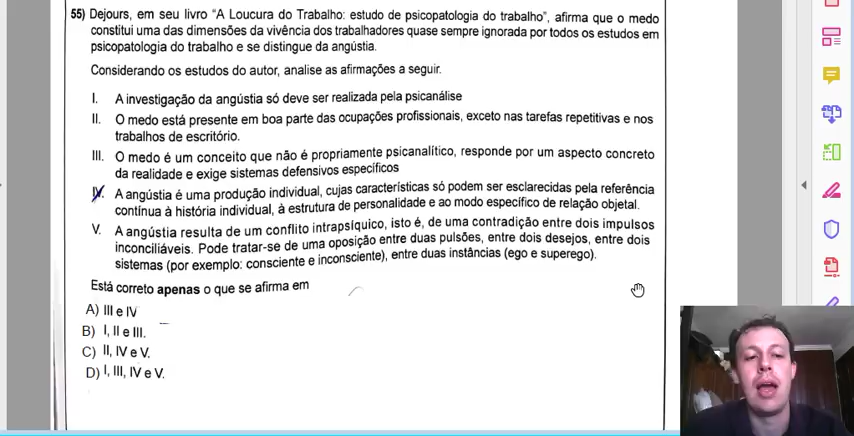 55) Dejours, em seu livro "A Loucura do Trabalho: estudo de psicopatologia do trabalho", afirma que o medo
constitui uma das dimensões da vivência dos trabalhadores quase sempre ignorada por todos os estudos em
psicopatologia do trabalho e se distingue da angústia.
Considerando os estudos do autor, analise as afirmações a seguir.
I. A investigação da angústia só deve ser realizada pela psicanálise
II. O medo está presente em boa parte das ocupações profissionais, exceto nas tarefas repetitivas e nos
trabalhos de escritório.
III. O medo é um conceito que não é propriamente psicanalítico, responde por um aspecto concreto
da realidade e exige sistemas defensivos específicos
IV. A angústia é uma produção individual, cujas características só podem ser esclarecidas pela referência
contínua à história individual, à estrutura de personalidade e ao modo específico de relação objetal.
V. A angústia resulta de um conflito intrapsíquico, isto é, de uma contradição entre dois impulsos
inconciliáveis. Pode tratar-se de uma oposição entre duas pulsões, entre dois desejos, entre dois
sistemas (por exemplo: consciente e inconsciente), entre duas instâncias (ego e superego).
Está correto apenas o que se afirma em
A) III e IV
B) I, II e III.
C) II, IV e V.
D) I, III, IV e V.